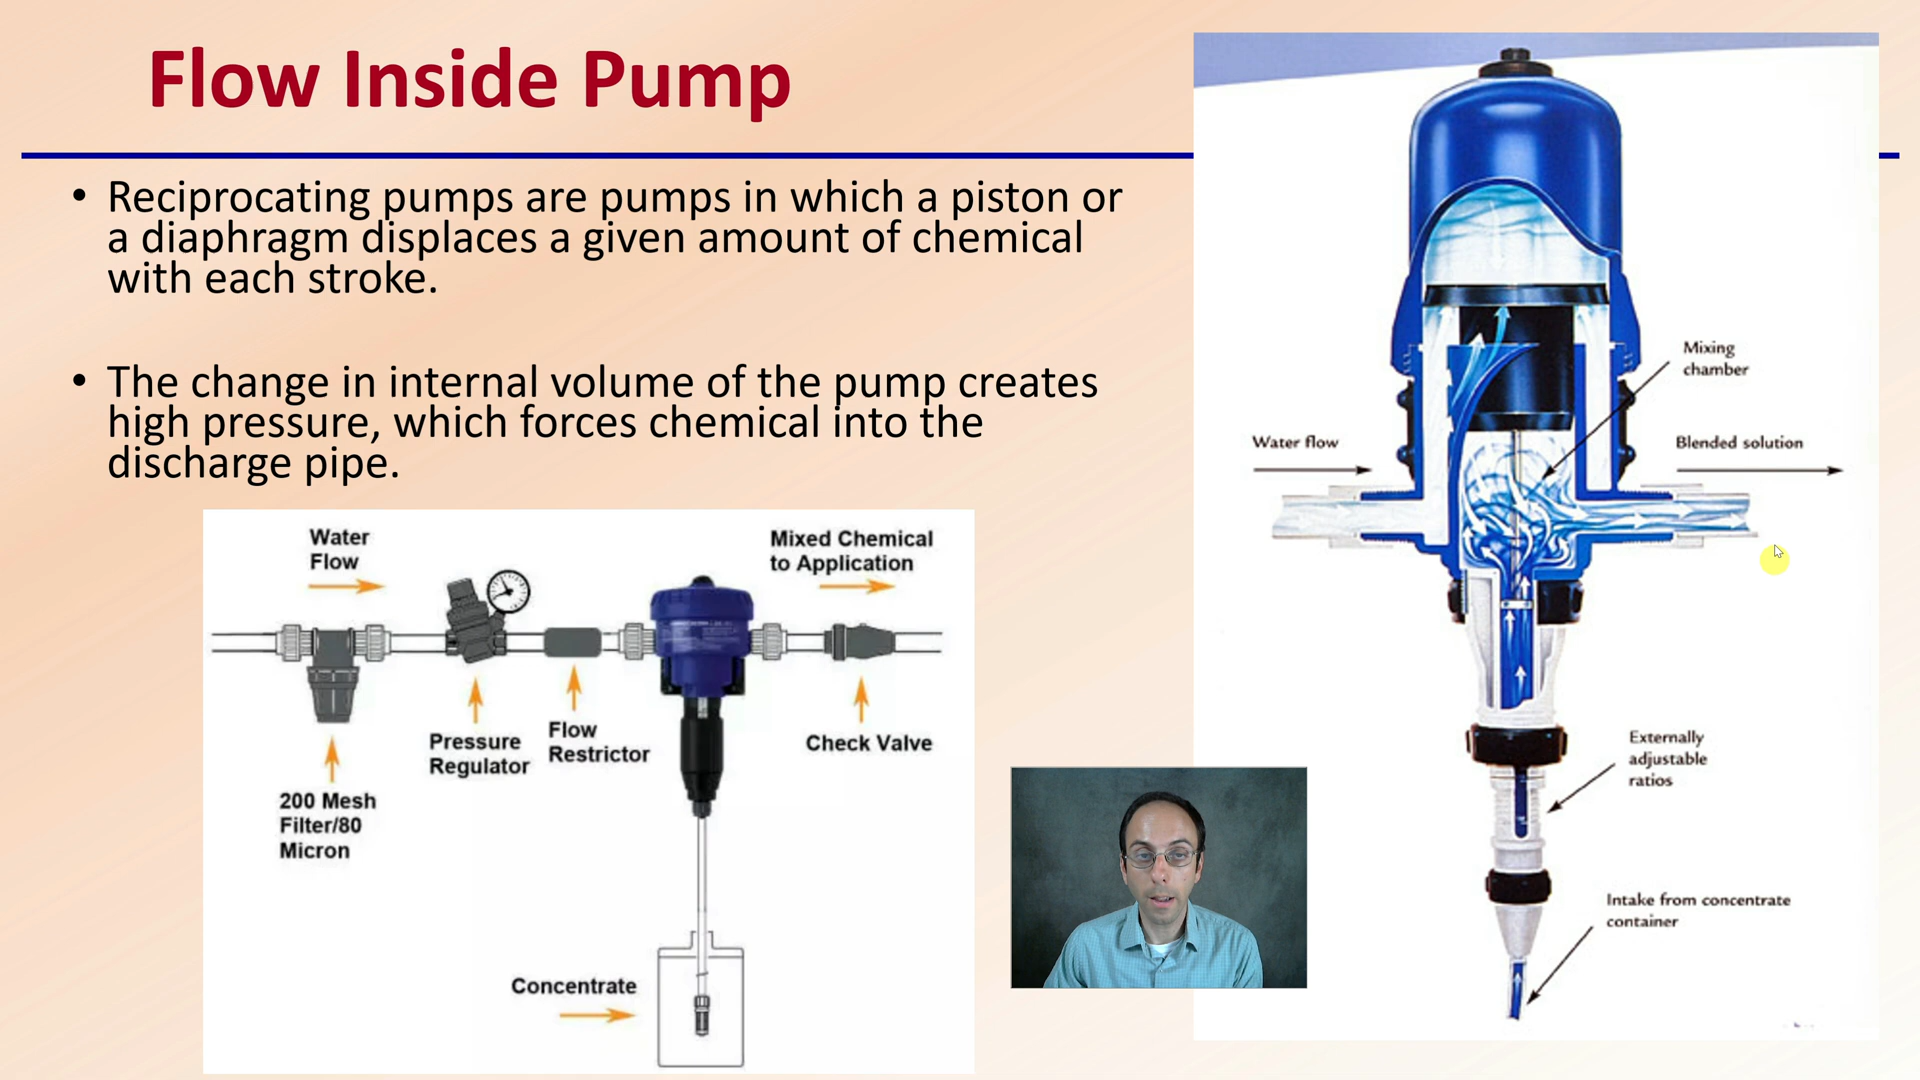 Flow Inside Pump
• Reciprocating pumps are pumps in which a piston or
a diaphragm displaces a given amount of chemical
with each stroke.
• The change in internal volume of the pump creates
high pressure, which forces chemical into the
discharge pipe.
Water
Flow
Mixed Chemical
to Application
Pressure
Regulator
Flow
Restrictor
Check Valve
200 Mesh
Filter/80
Micron
Concentrate
Mixing
chamber
Water flow
Blended solution
Externally
adjustable
ratios
Intake from concentrate
container